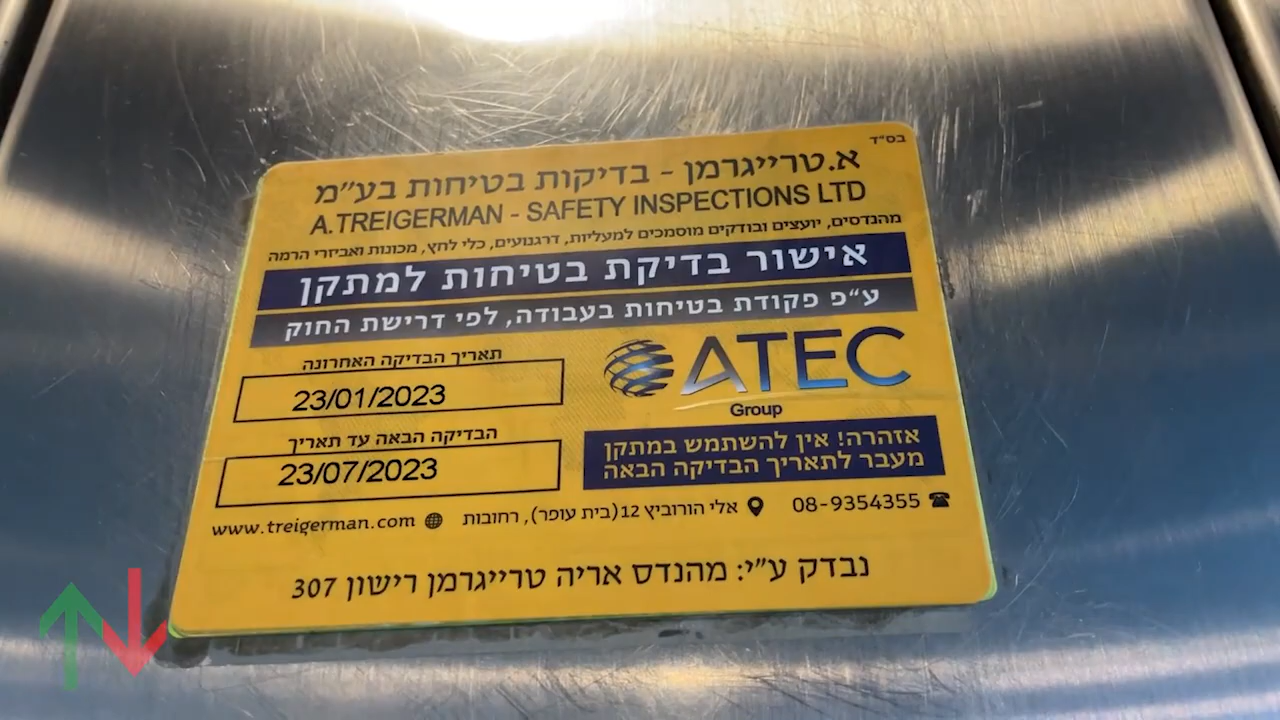 בס״ד
א.טרייגרמן - בדיקות בטיחות בע״מ
A.TREIGERMAN - SAFETY INSPECTIONS LTD
מהנדסים, יועצים ובודקים מוסמכים למעליות, דרגנועים, כלי לחץ, מכונות ואביזרי הרמה
אישור בדיקת בטיחות למתקן
ע״פ פקודת בטיחות בעבודה, לפי דרישת החוק
ATEC
Group
תאריך הבדיקה האחרונה
23/01/2023
הבדיקה הבאה עד תאריך
23/07/2023
אזהרה! אין להשתמש במתקן
מעבר לתאריך הבדיקה הבאה
08-9354355 אלי הורוביץ 12 (בית עופר), רחובות www.treigerman.com
נבדק ע״י: מהנדס אריה טרייגרמן רישון 307